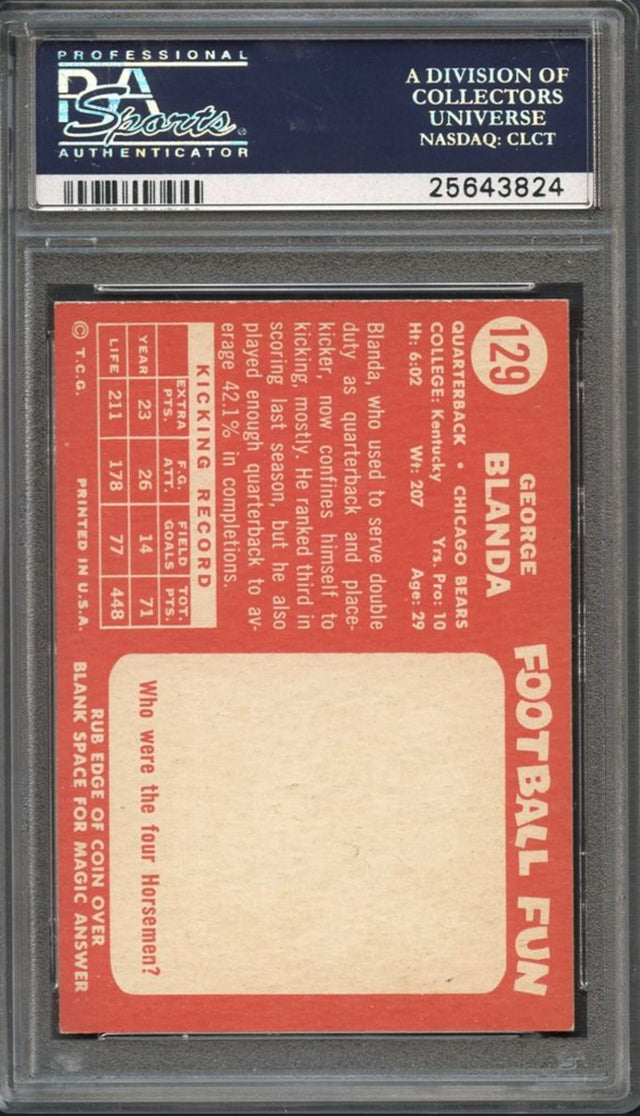 PROFESSIONAL
PSA
Sports
AUTHENTICATOR
A DIVISION OF
COLLECTORS
UNIVERSE
NASDAQ: CLCT
25643824
129
GEORGE
BLANDA
QUARTERBACK • CHICAGO BEARS
COLLEGE: Kentucky Yrs. Pro: 10
Ht: 6:02 Wt: 207 Age: 29
Blanda, who used to serve double
duty as quarterback and place-
kicker, now confines himself to
kicking, mostly. He ranked third in
scoring last season, but he also
played enough quarterback to av-
erage 42.1% in completions.
KICKING RECORD
EXTRA PTS. F.G. ATT. FIELD GOALS TOT. PTS.
YEAR 23 26 14 71
LIFE 211 178 77 448
© T.C.G. PRINTED IN U.S.A.
FOOTBALL FUN
Who were the four Horsemen?
RUB EDGE OF COIN OVER
BLANK SPACE FOR MAGIC ANSWER